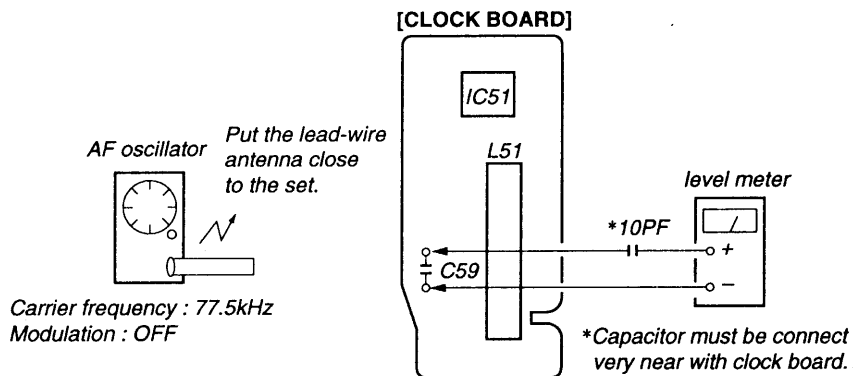 [CLOCK BOARD]
IC51
AF oscillator
Put the lead-wire
antenna close
to the set.
L51
level meter
*10PF
+
C59
−
Carrier frequency : 77.5kHz
Modulation : OFF
*Capacitor must be connect
very near with clock board.